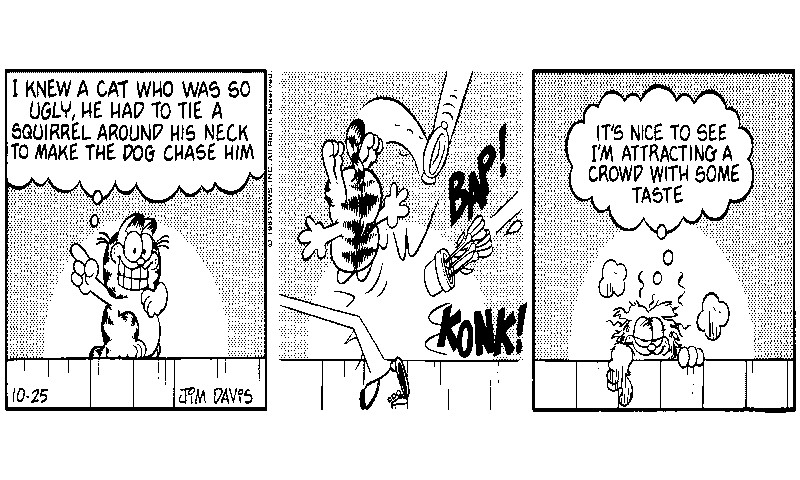 I KNEW A CAT WHO WAS SO
UGLY, HE HAD TO TIE A
SQUIRREL AROUND HIS NECK
TO MAKE THE DOG CHASE HIM
10-25
JIM DAVIS
BAP!
KONK!
IT'S NICE TO SEE
I'M ATTRACTING A
CROWD WITH SOME
TASTE